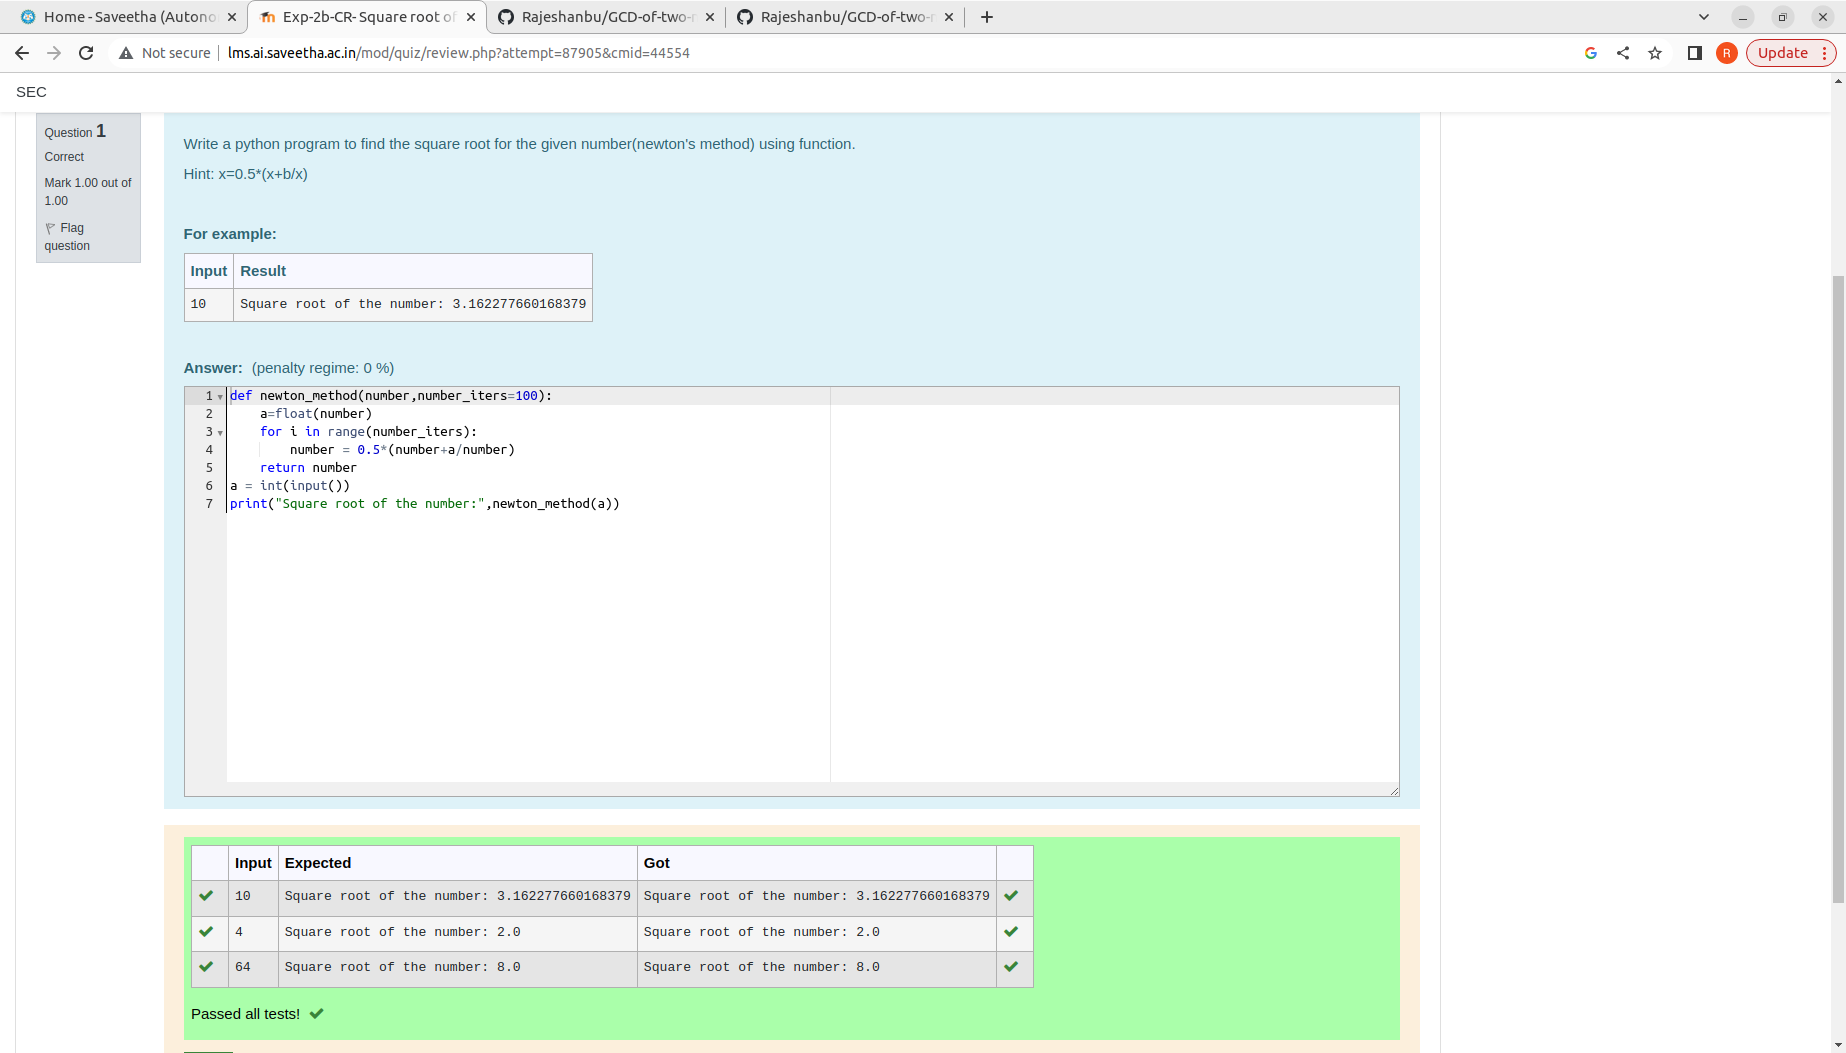 Home - Saveetha (Autono
Exp-2b-CR- Square root of
Rajeshanbu/GCD-of-two-n
Rajeshanbu/GCD-of-two-n
Not secure
lms.ai.saveetha.ac.in/mod/quiz/review.php?attempt=87905&cmid=44554
R
Update
SEC
Question 1
Correct
Mark 1.00 out of
1.00
Flag
question
Write a python program to find the square root for the given number(newton's method) using function.
Hint: x=0.5*(x+b/x)
For example:
Input Result
10 Square root of the number: 3.162277660168379
Answer: (penalty regime: 0 %)
1 def newton_method(number,number_iters=100):
2     a=float(number)
3     for i in range(number_iters):
4         number = 0.5*(number+a/number)
5     return number
6 a = int(input())
7 print("Square root of the number:",newton_method(a))
Input Expected Got
10 Square root of the number: 3.162277660168379 Square root of the number: 3.162277660168379
4 Square root of the number: 2.0 Square root of the number: 2.0
64 Square root of the number: 8.0 Square root of the number: 8.0
Passed all tests!